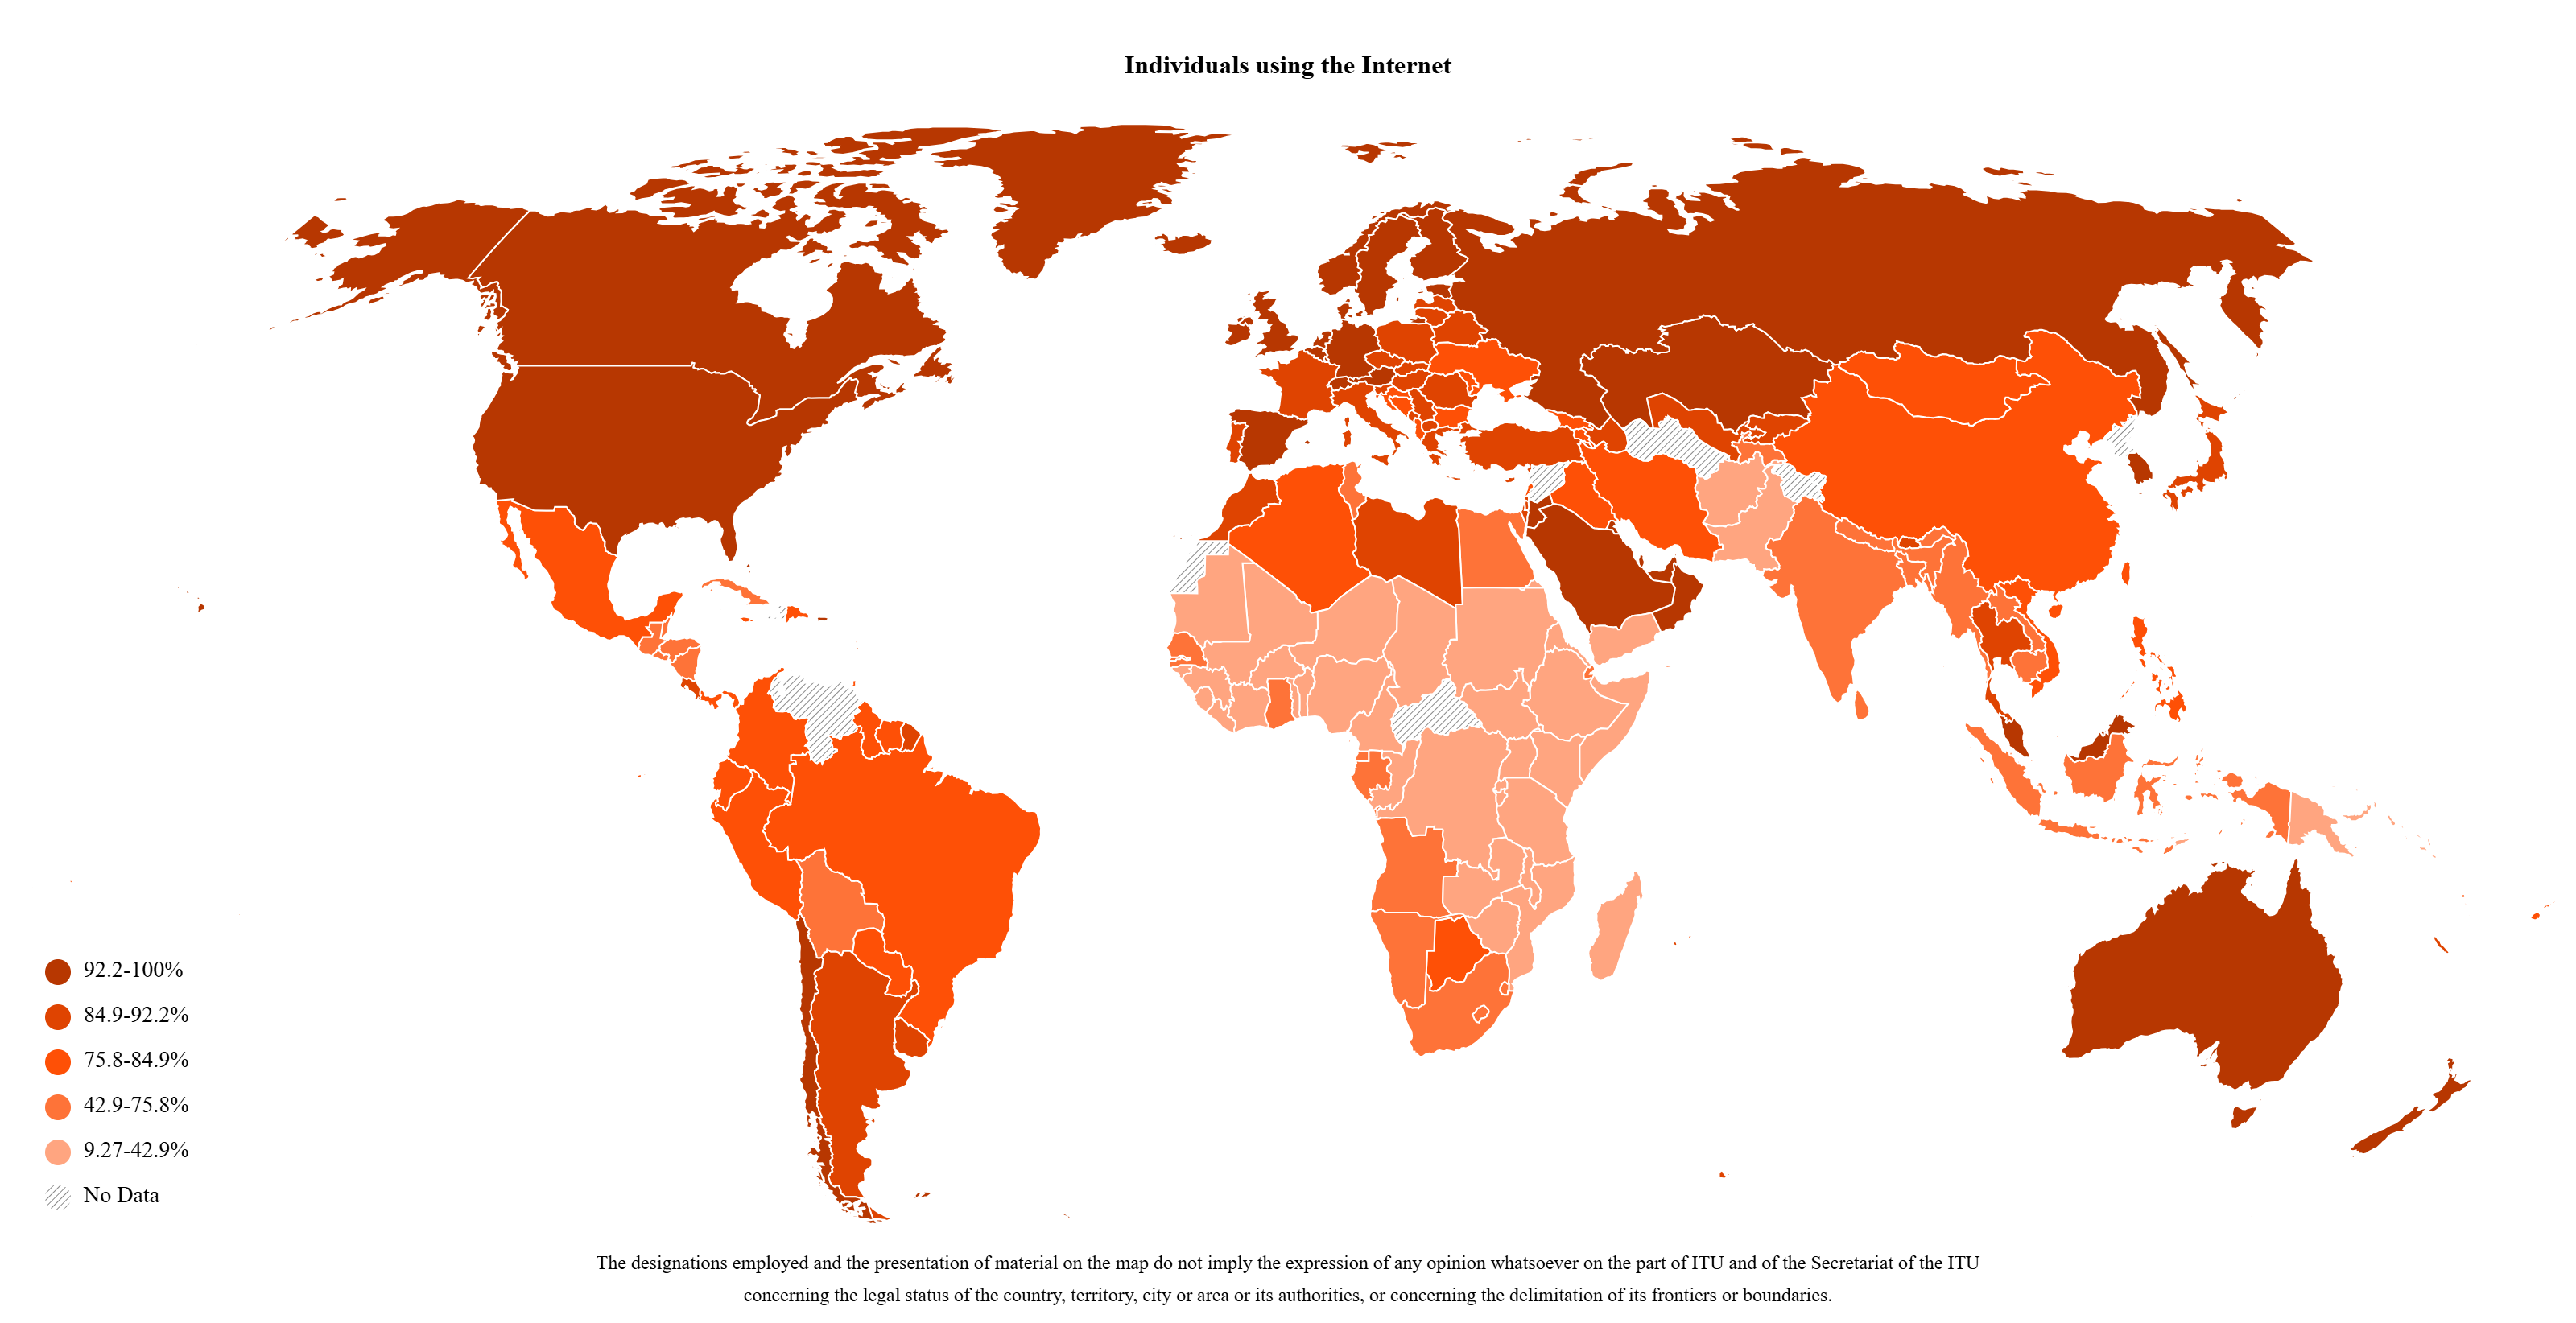 Individuals using the Internet
92.2-100%
84.9-92.2%
75.8-84.9%
42.9-75.8%
9.27-42.9%
No Data
The designations employed and the presentation of material on the map do not imply the expression of any opinion whatsoever on the part of ITU and of the Secretariat of the ITU
concerning the legal status of the country, territory, city or area or its authorities, or concerning the delimitation of its frontiers or boundaries.